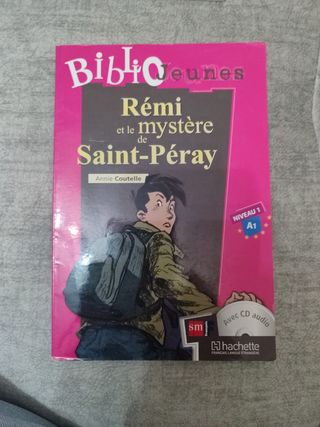 Biblio Jeunes
Rémi
et le mystère
de
Saint-Péray
Annie Coutelle
NIVEAU 1
A1
Avec CD audio
sm
hachette
FRANÇAIS LANGUE ÉTRANGÈRE